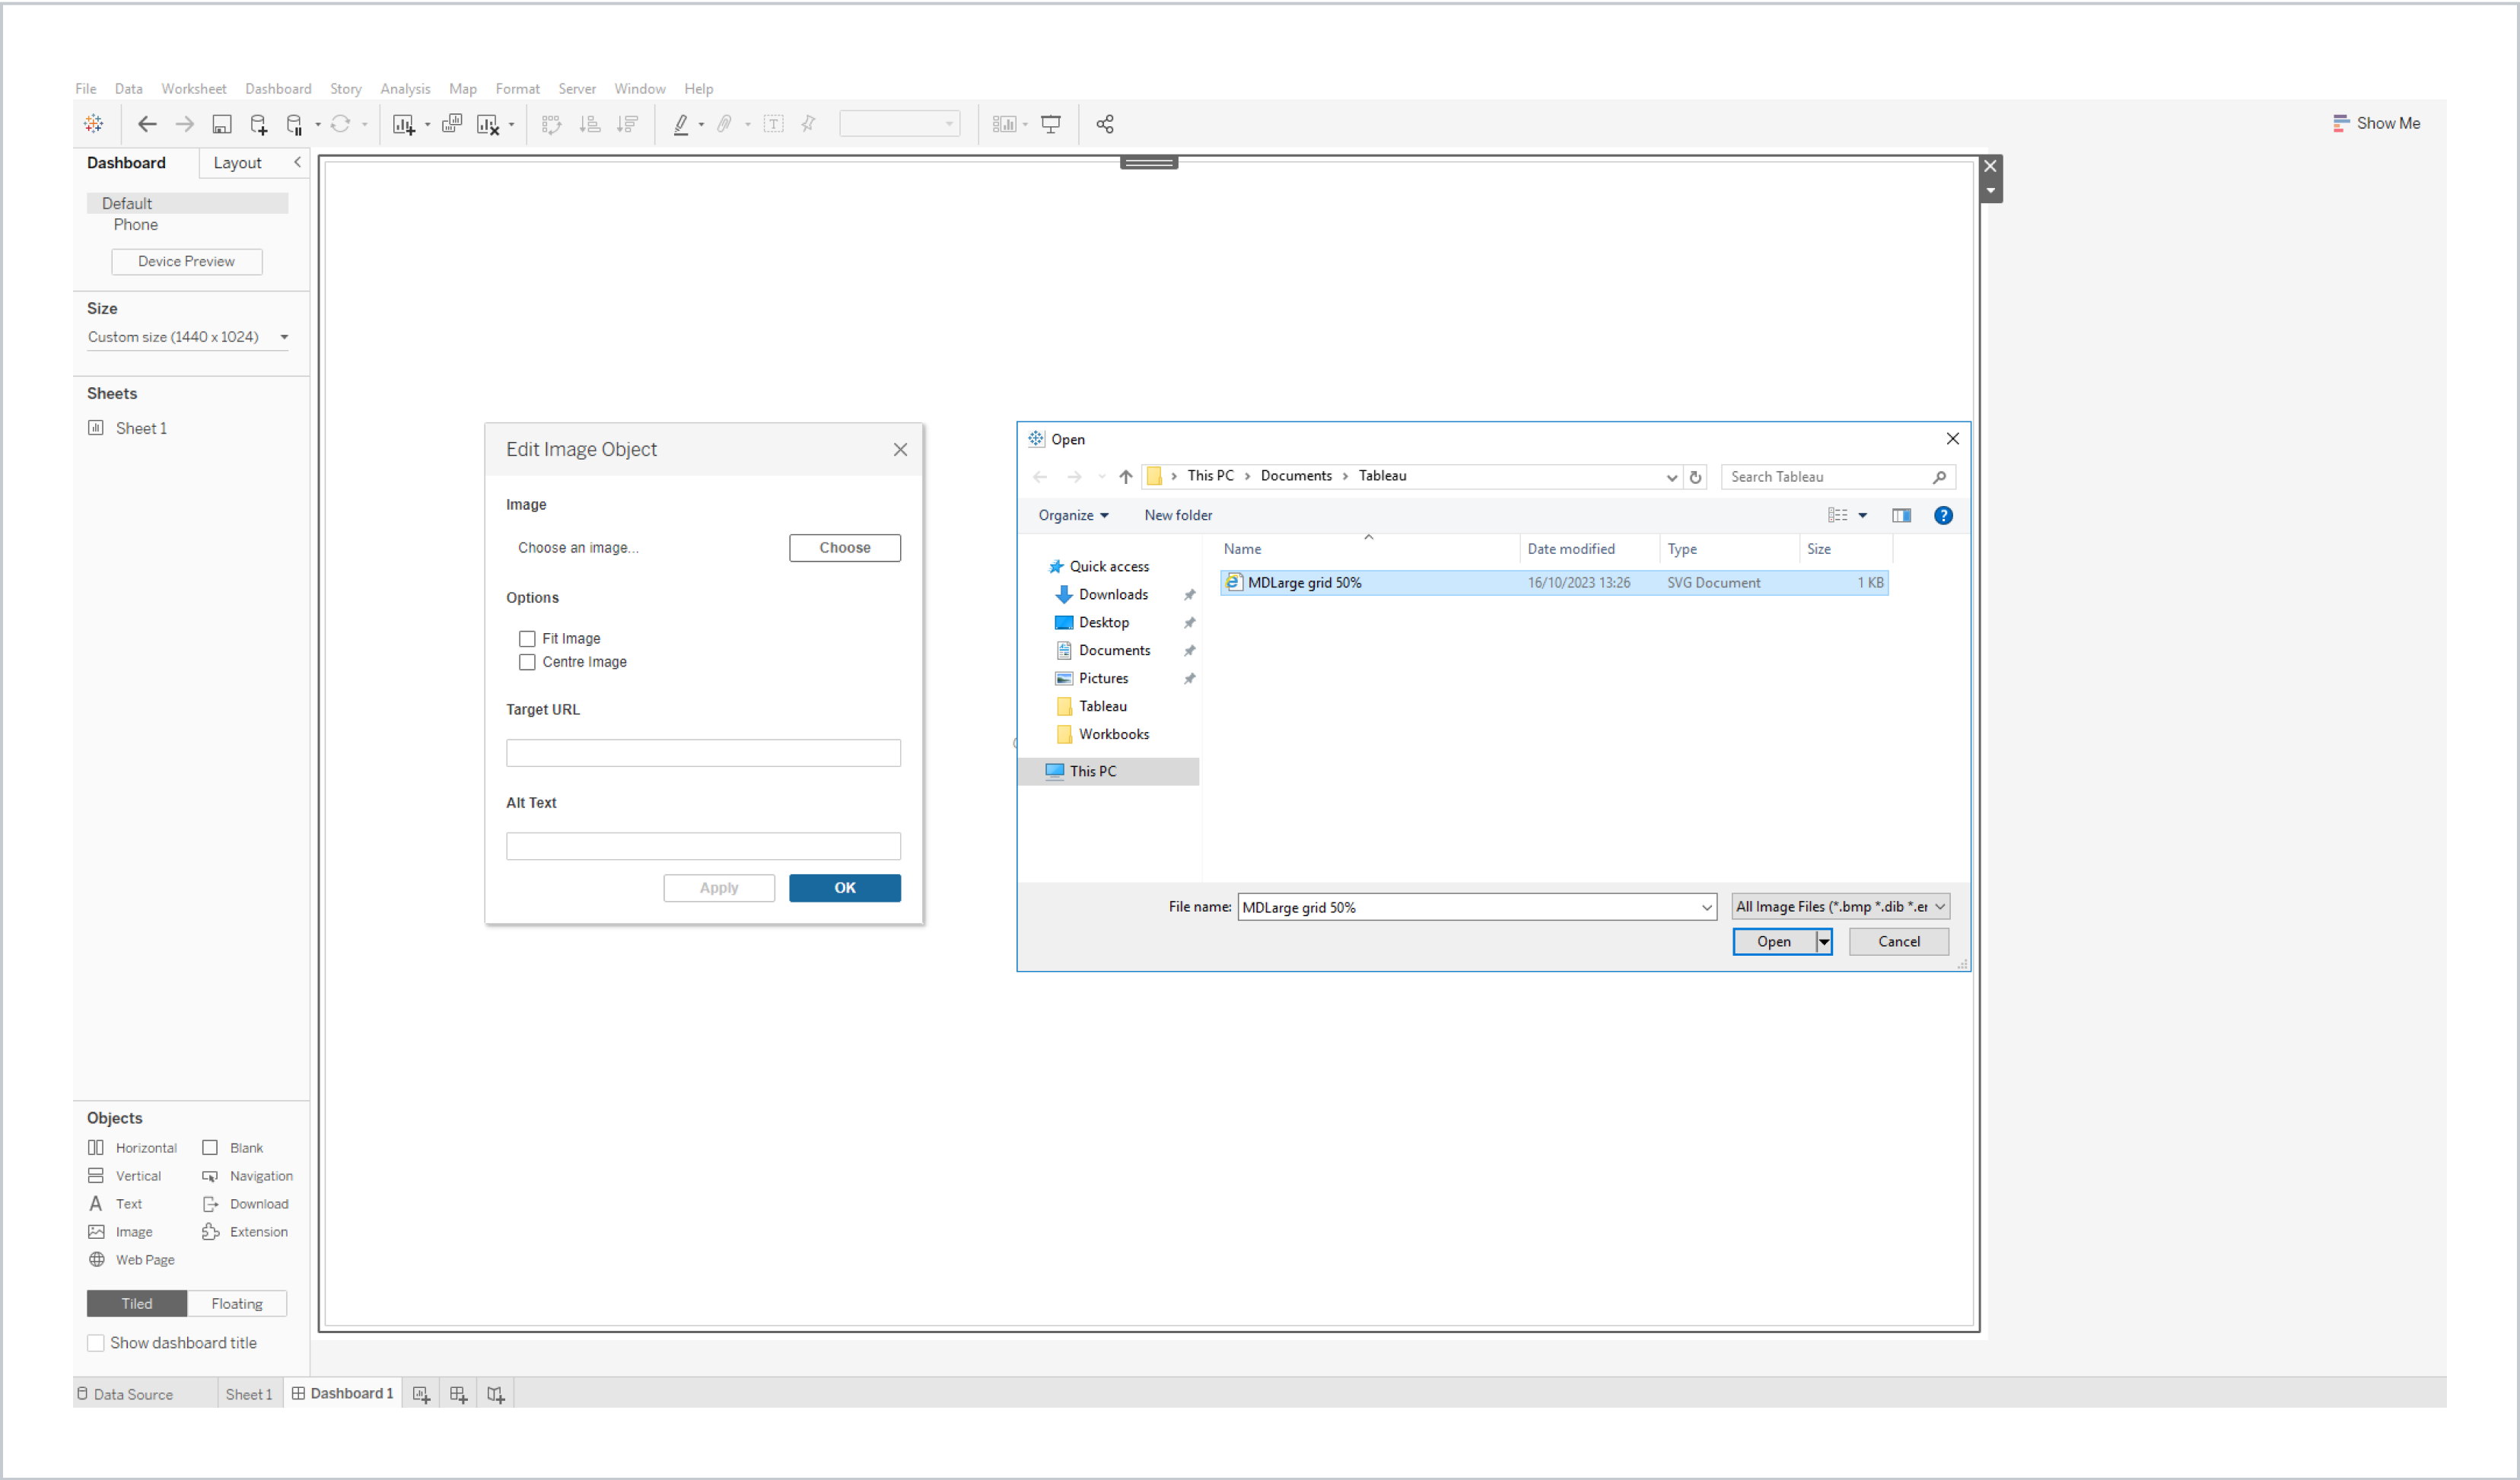 File Data Worksheet Dashboard Story Analysis Map Format Server Window Help
Show Me
Dashboard Layout
Default
Phone
Device Preview
Size
Custom size (1440 x 1024)
Sheets
Sheet 1
Edit Image Object
Image
Choose an image... Choose
Options
Fit Image
Centre Image
Target URL
Alt Text
Apply OK
Open
This PC > Documents > Tableau
Search Tableau
Organize New folder
Name Date modified Type Size
MDLarge grid 50% 16/10/2023 13:26 SVG Document 1 KB
Quick access
Downloads
Desktop
Documents
Pictures
Tableau
Workbooks
This PC
File name: MDLarge grid 50% All Image Files (*.bmp *.dib *.er
Open Cancel
Objects
Horizontal Blank
Vertical Navigation
Text Download
Image Extension
Web Page
Tiled Floating
Show dashboard title
Data Source Sheet 1 Dashboard 1